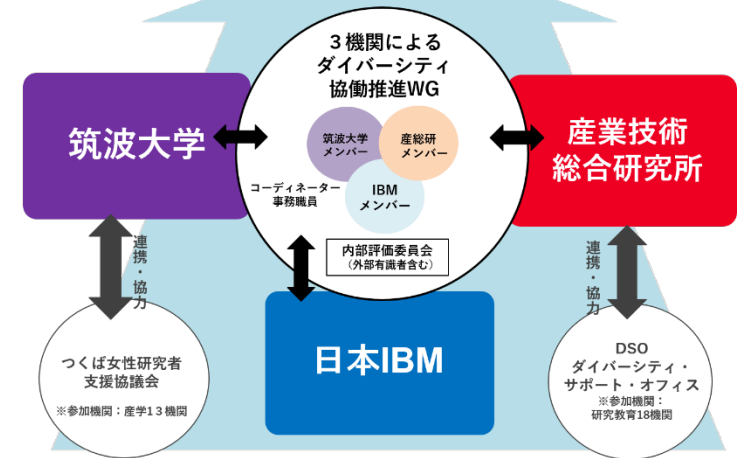 3機関による
ダイバーシティ
協働推進WG
筑波大学
産業技術
総合研究所
筑波大学
メンバー
産総研
メンバー
IBM
メンバー
コーディネーター
事務職員
内部評価委員会
(外部有識者含む)
日本IBM
連携・協力
連携・協力
つくば女性研究者
支援協議会
※参加機関:産学13機関
DSO
ダイバーシティ・
サポート・オフィス
※参加機関:
研究教育18機関